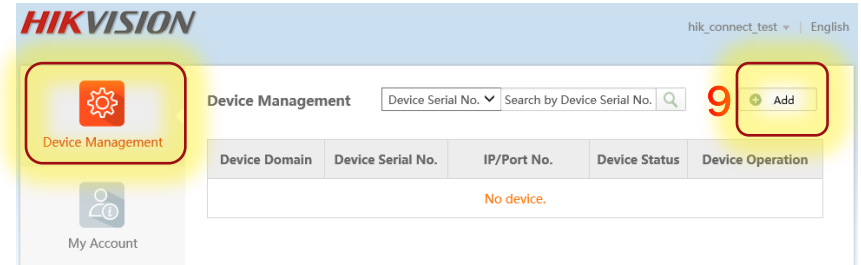 HIKVISION
hik_connect_test | English
Device Management
Device Management Device Serial No. Search by Device Serial No. 9 Add
Device Domain Device Serial No. IP/Port No. Device Status Device Operation
No device.
My Account